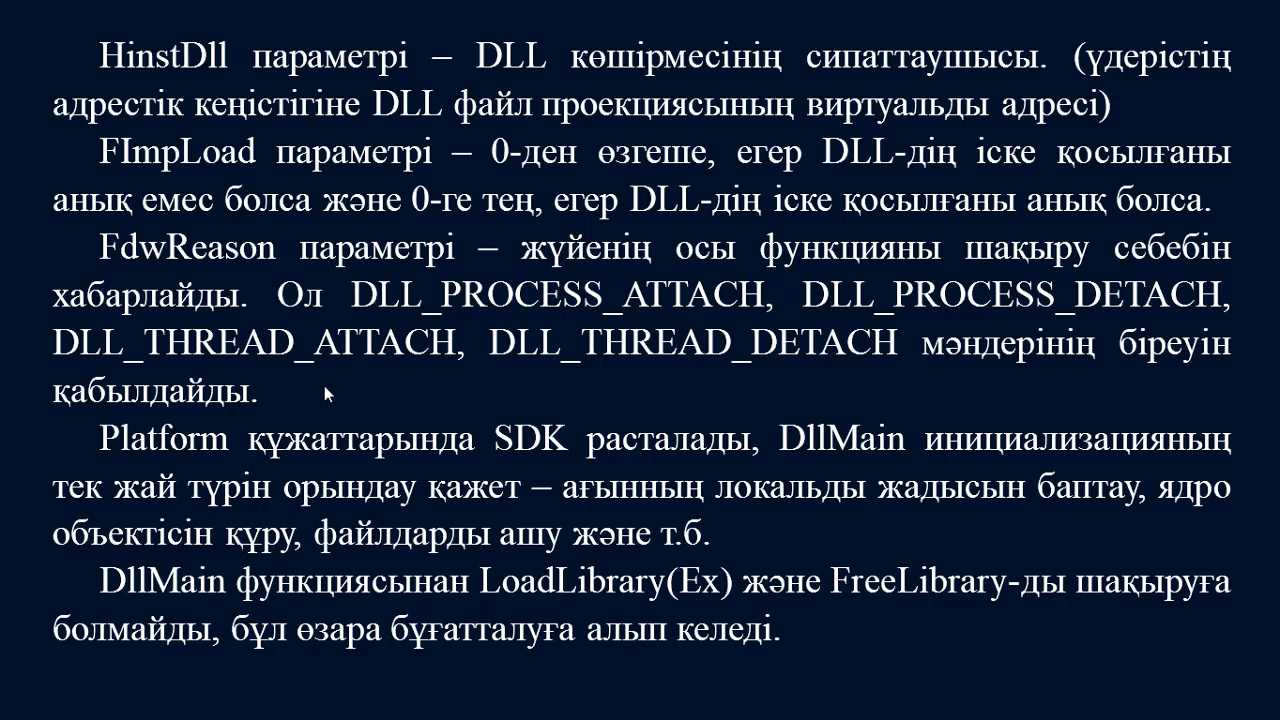 HinstDll параметрі – DLL көшірмесінің сипаттаушысы. (үдерістің
адрестік кеңістігіне DLL файл проекциясының виртуальды адресі)
FImpLoad параметрі – 0-ден өзгеше, егер DLL-дің іске қосылғаны
анық емес болса және 0-ге тең, егер DLL-дің іске қосылғаны анық болса.
FdwReason параметрі – жүйенің осы функцияны шақыру себебін
хабарлайды. Ол DLL_PROCESS_ATTACH, DLL_PROCESS_DETACH,
DLL_THREAD_ATTACH, DLL_THREAD_DETACH мәндерінің біреуін
қабылдайды.
Platform құжаттарында SDK расталады, DllMain инициализацияның
тек жай түрін орындау қажет – ағынның локальды жадысын баптау, ядро
объектісін құру, файлдарды ашу және т.б.
DllMain функциясынан LoadLibrary(Ex) және FreeLibrary-ды шақыруға
болмайды, бұл өзара бұғатталуға алып келеді.